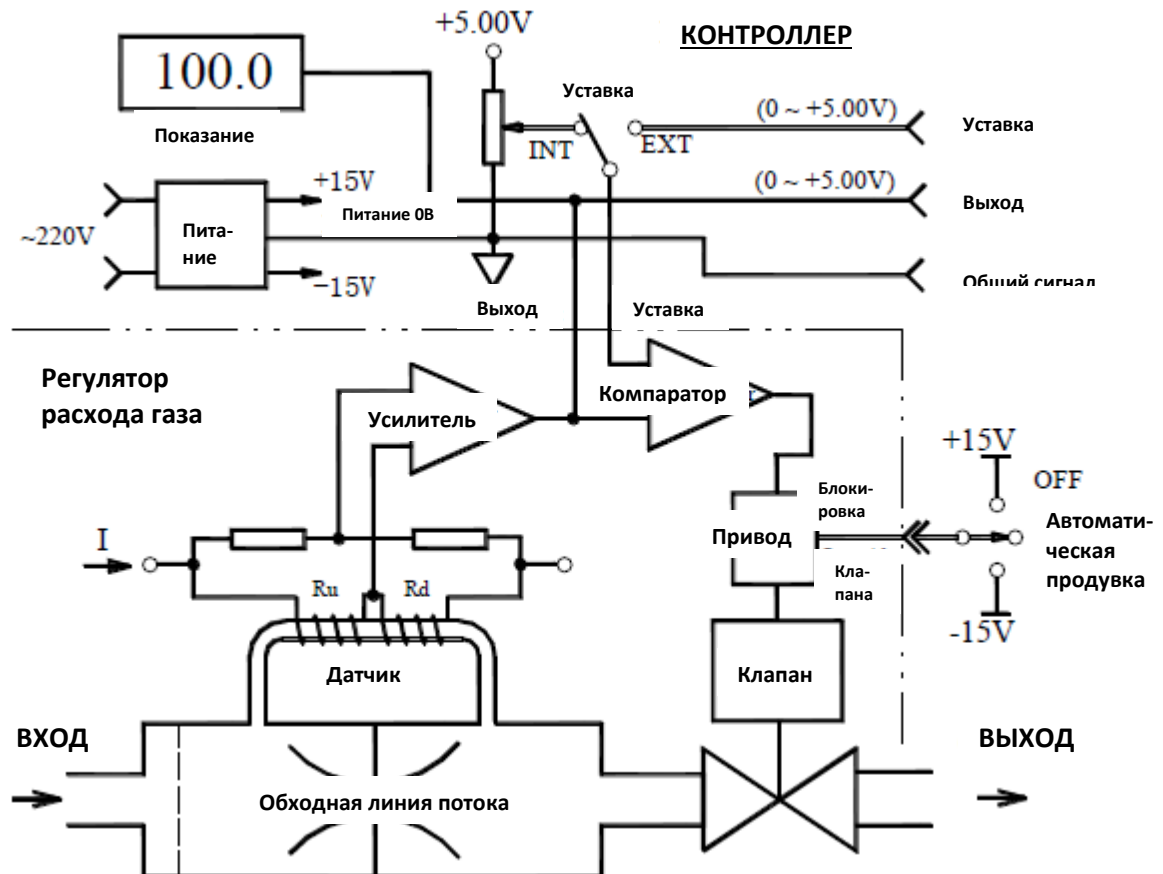 +5.00V
КОНТРОЛЛЕР
100.0
Показание
Уставка
INT
EXT
(0 ~ +5.00V)
Уставка
+15V
Питание 0В
(0 ~ +5.00V)
Выход
~220V
Пита-
ние
−15V
Общий сигнал
Выход
Уставка
Регулятор
расхода газа
Усилитель
Компаратор
+15V
OFF
Блоки-
ровка
Привод
Кла-
пана
Автомати-
ческая
продувка
-15V
I
Ru
Rd
Датчик
Клапан
ВХОД
ВЫХОД
Обходная линия потока